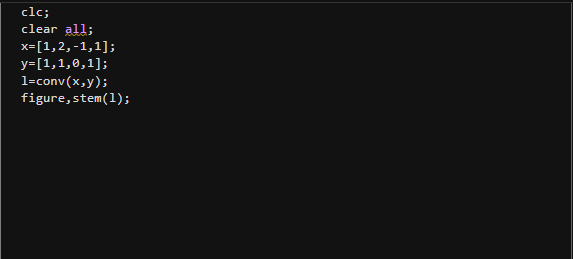 clc;
clear all;
x=[1,2,-1,1];
y=[1,1,0,1];
l=conv(x,y);
figure,stem(l);